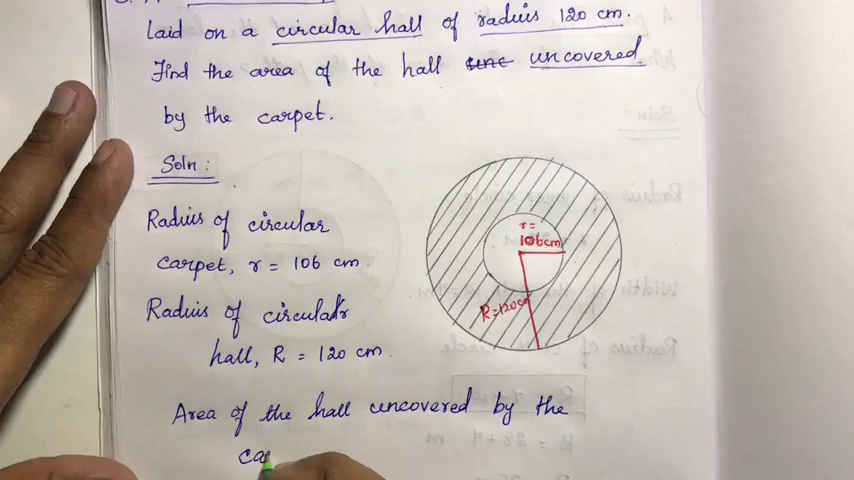 Laid on a circular hall of radius 120 cm.
Find the area of the hall unc uncovered
by the carpet.
Soln :
Radius of circular
carpet, r = 106 cm.
Radius of circular
hall, R = 120 cm.
r =
106cm
R=120cm
Area of the hall uncovered by the
ca